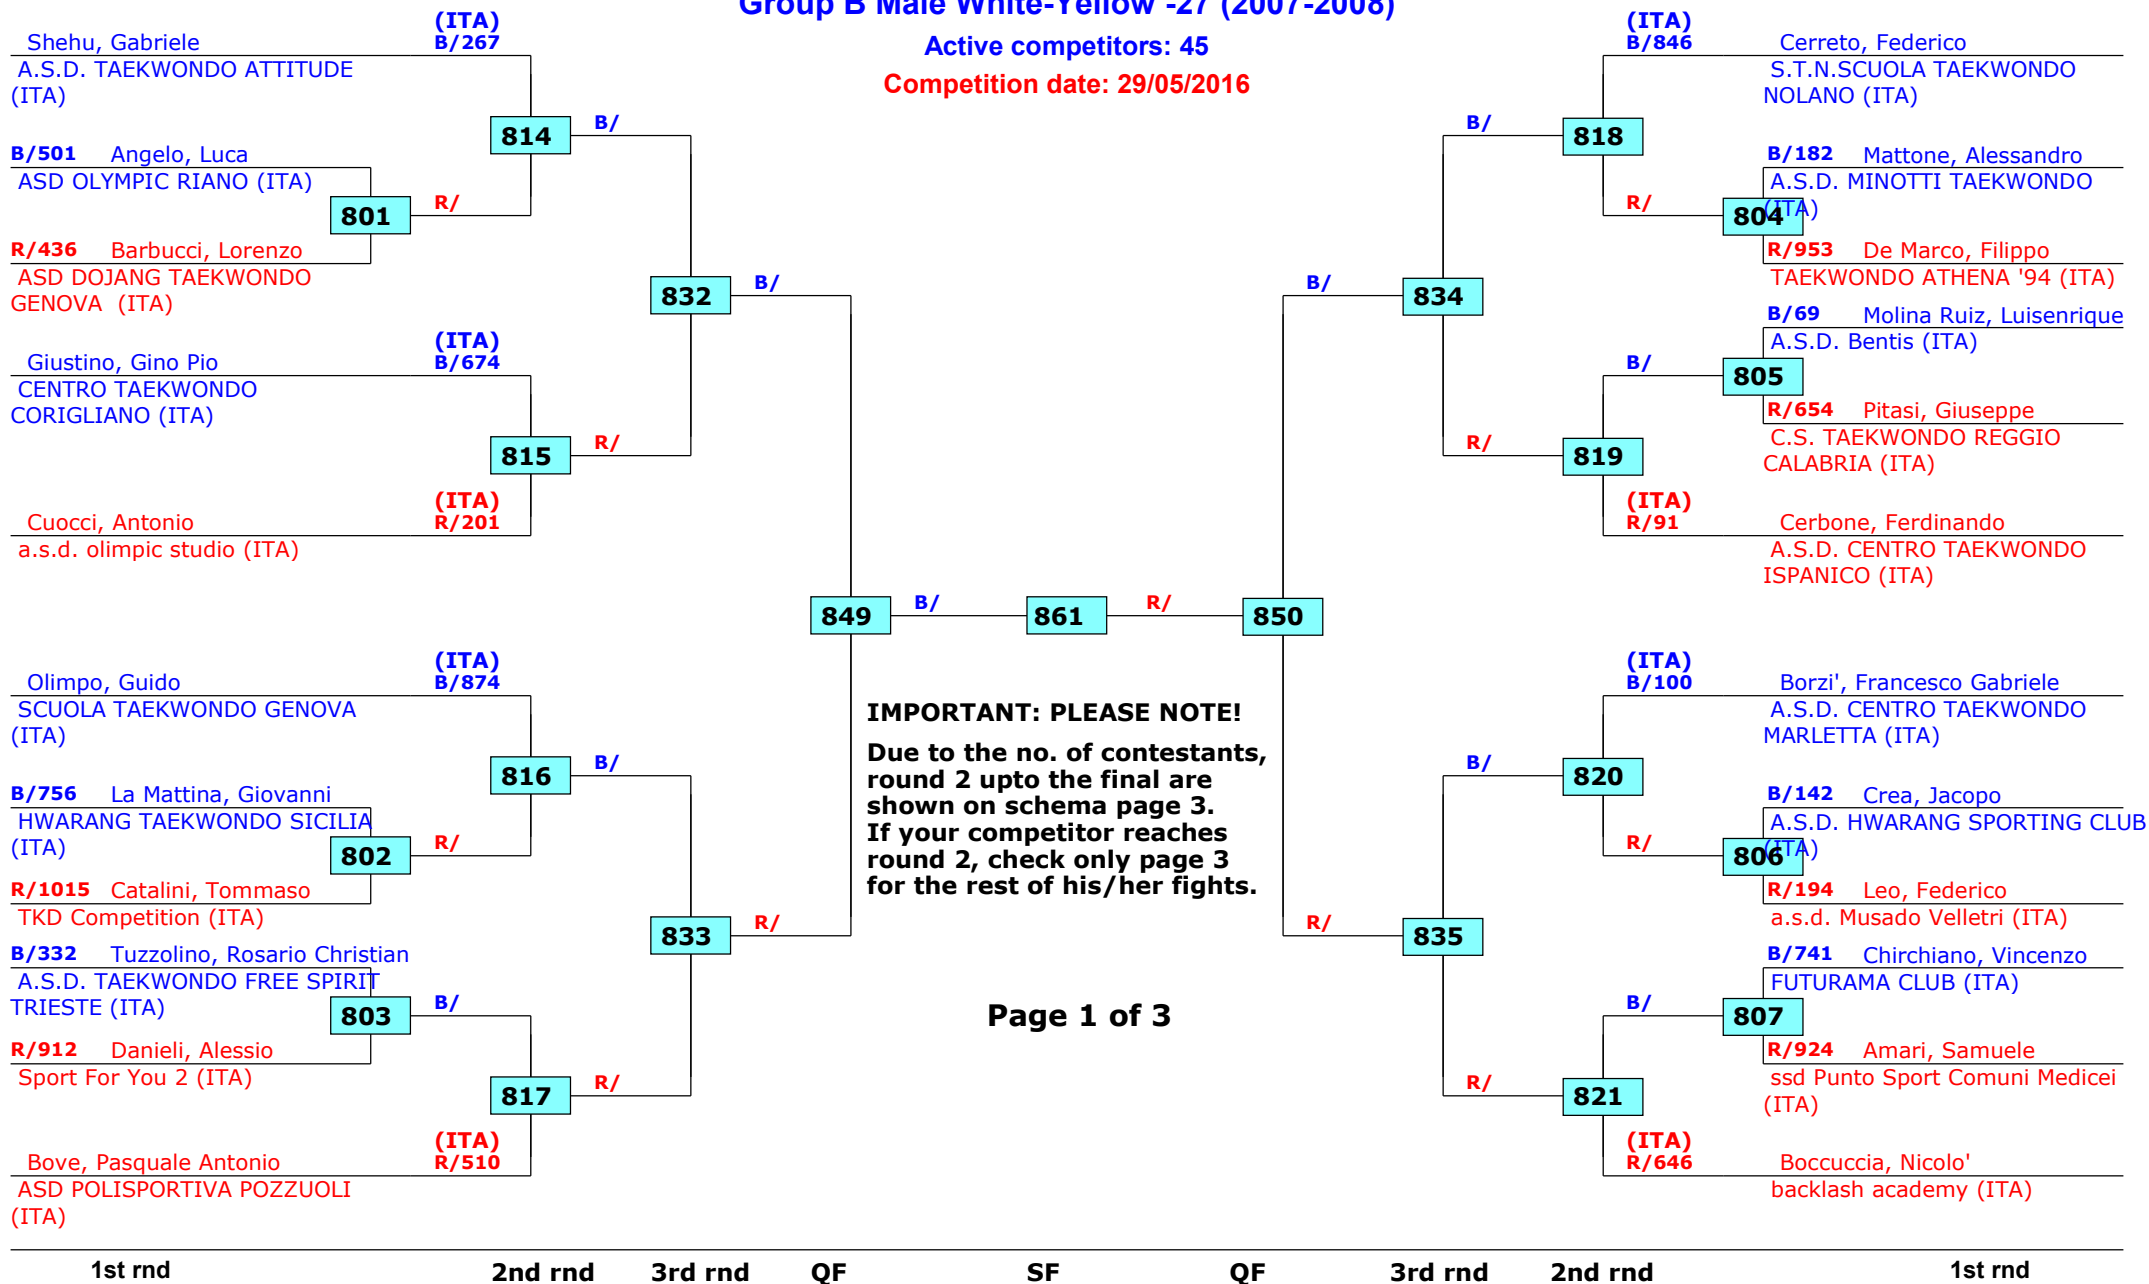 Group B Male White-Yellow -27 (2007-2008)
Active competitors: 45
Competition date: 29/05/2016
(ITA)
Shehu, Gabriele B/267
A.S.D. TAEKWONDO ATTITUDE
(ITA)
814 B/
B/501 Angelo, Luca
ASD OLYMPIC RIANO (ITA)
801 R/
R/436 Barbucci, Lorenzo
ASD DOJANG TAEKWONDO
GENOVA (ITA)
832 B/
(ITA)
Giustino, Gino Pio B/674
CENTRO TAEKWONDO
CORIGLIANO (ITA)
815 R/
(ITA)
Cuocci, Antonio R/201
a.s.d. olimpic studio (ITA)
849 B/ 861 R/ 850
(ITA)
Olimpo, Guido B/874
SCUOLA TAEKWONDO GENOVA
(ITA)
816 B/
B/756 La Mattina, Giovanni
HWARANG TAEKWONDO SICILIA
(ITA)
802 R/
R/1015 Catalini, Tommaso
TKD Competition (ITA)
833 R/
B/332 Tuzzolino, Rosario Christian
A.S.D. TAEKWONDO FREE SPIRIT
TRIESTE (ITA)
803 B/
R/912 Danieli, Alessio
Sport For You 2 (ITA)
817 R/
(ITA)
Bove, Pasquale Antonio R/510
ASD POLISPORTIVA POZZUOLI
(ITA)
IMPORTANT: PLEASE NOTE!
Due to the no. of contestants,
round 2 upto the final are
shown on schema page 3.
If your competitor reaches
round 2, check only page 3
for the rest of his/her fights.
Page 1 of 3
(ITA)
B/846 Cerreto, Federico
S.T.N.SCUOLA TAEKWONDO
NOLANO (ITA)
B/ 818
B/182 Mattone, Alessandro
A.S.D. MINOTTI TAEKWONDO
(ITA)
R/ 804
R/953 De Marco, Filippo
TAEKWONDO ATHENA '94 (ITA)
B/ 834
B/69 Molina Ruiz, Luisenrique
A.S.D. Bentis (ITA)
B/ 805
R/654 Pitasi, Giuseppe
C.S. TAEKWONDO REGGIO
CALABRIA (ITA)
R/ 819
(ITA)
R/91 Cerbone, Ferdinando
A.S.D. CENTRO TAEKWONDO
ISPANICO (ITA)
(ITA)
B/100 Borzi', Francesco Gabriele
A.S.D. CENTRO TAEKWONDO
MARLETTA (ITA)
B/ 820
B/142 Crea, Jacopo
A.S.D. HWARANG SPORTING CLUB
(ITA)
R/ 806
R/194 Leo, Federico
a.s.d. Musado Velletri (ITA)
R/ 835
B/741 Chirchiano, Vincenzo
FUTURAMA CLUB (ITA)
B/ 807
R/924 Amari, Samuele
ssd Punto Sport Comuni Medicei
(ITA)
R/ 821
(ITA)
R/646 Boccuccia, Nicolo'
backlash academy (ITA)
1st rnd 2nd rnd 3rd rnd QF SF QF 3rd rnd 2nd rnd 1st rnd